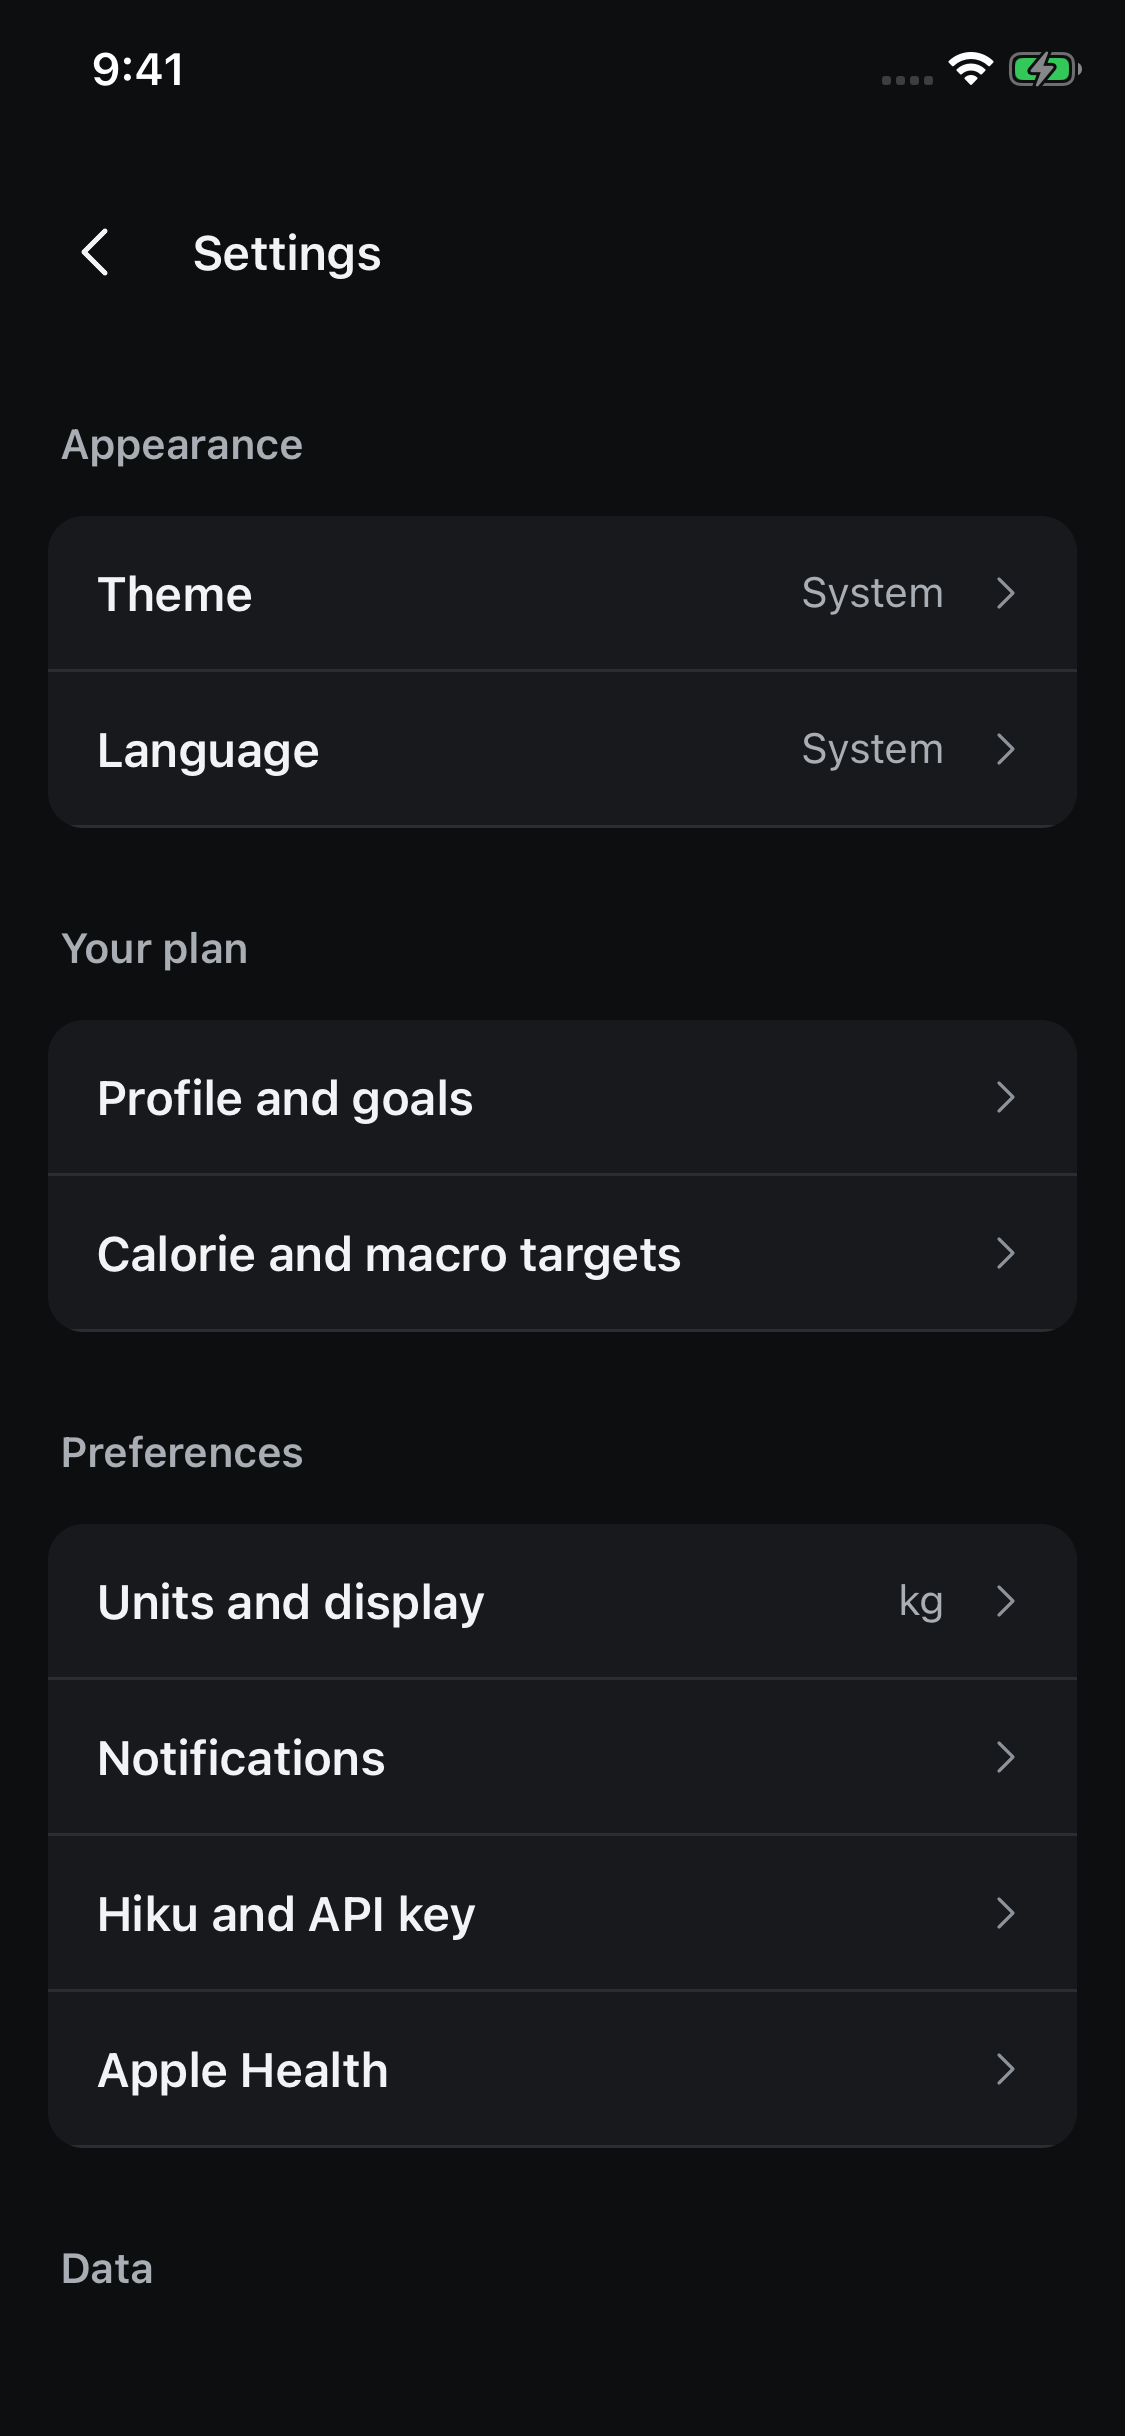 9:41
Settings
Appearance
Theme System
Language System
Your plan
Profile and goals
Calorie and macro targets
Preferences
Units and display kg
Notifications
Hiku and API key
Apple Health
Data